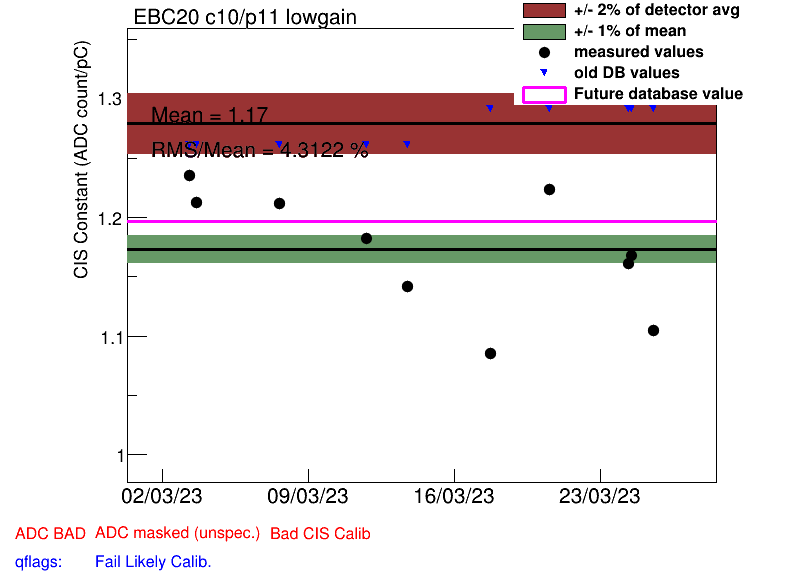 EBC20 c10/p11 lowgain
+/- 2% of detector avg
+/- 1% of mean
measured values
old DB values
Future database value
CIS Constant (ADC count/pC)
1.3
1.2
1.1
1
Mean = 1.17
RMS/Mean = 4.3122 %
02/03/23 09/03/23 16/03/23 23/03/23
ADC BAD ADC masked (unspec.) Bad CIS Calib
qflags: Fail Likely Calib.